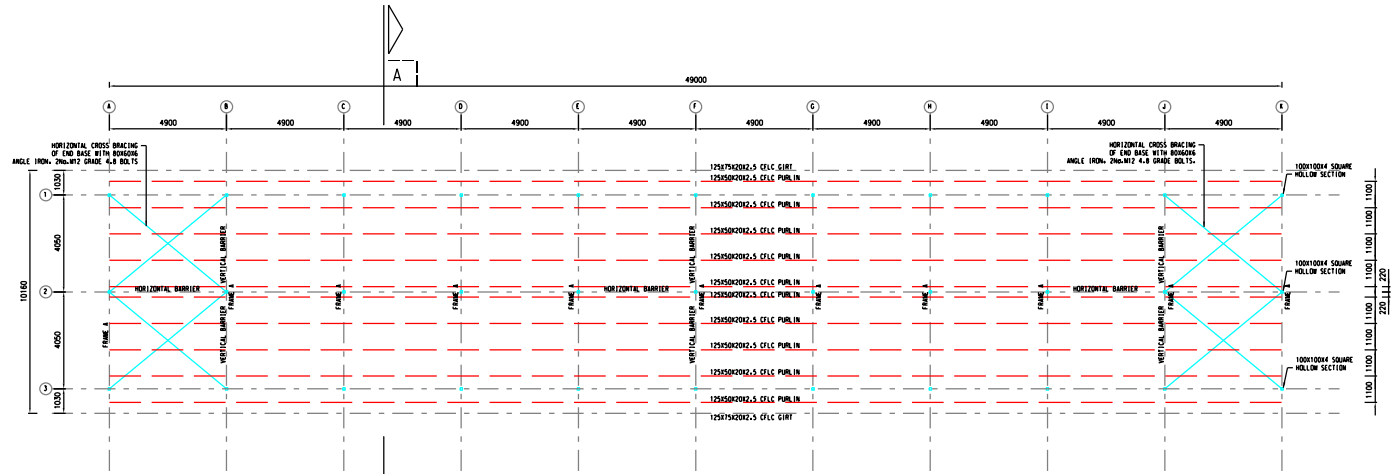 A
49000
A B C D E F G H I J K
4900 4900 4900 4900 4900 4900 4900 4900 4900 4900
HORIZONTAL CROSS BRACING
OF END BASE WITH 80X60X6
ANGLE IRON. 2No.M12 GRADE 4.8 BOLTS
HORIZONTAL CROSS BRACING
OF END BASE WITH 80X60X6
ANGLE IRON. 2No.M12 4.8 GRADE BOLTS.
100X100X4 SQUARE
HOLLOW SECTION
125X75X20X2.5 CFLC GIRT
125X50X20X2.5 CFLC PURLIN
1
125X50X20X2.5 CFLC PURLIN
125X50X20X2.5 CFLC PURLIN
125X50X20X2.5 CFLC PURLIN
100X100X4 SQUARE
HOLLOW SECTION
125X50X20X2.5 CFLC PURLIN
2
HORIZONTAL BARRIER
HORIZONTAL BARRIER
HORIZONTAL BARRIER
125X50X20X2.5 CFLC PURLIN
125X50X20X2.5 CFLC PURLIN
125X50X20X2.5 CFLC PURLIN
100X100X4 SQUARE
HOLLOW SECTION
125X50X20X2.5 CFLC PURLIN
3
125X50X20X2.5 CFLC PURLIN
125X75X20X2.5 CFLC GIRT
10160
1030
4050
4050
1030
FRAME A
VERTICAL BARRIER
VERTICAL BARRIER
FRAME A
FRAME A
FRAME A
FRAME A
VERTICAL BARRIER
VERTICAL BARRIER
FRAME A
FRAME A
FRAME A
FRAME A
VERTICAL BARRIER
VERTICAL BARRIER
FRAME A
FRAME A
1100
1100
1100
1100
1100
1100
1100
1100
220
220